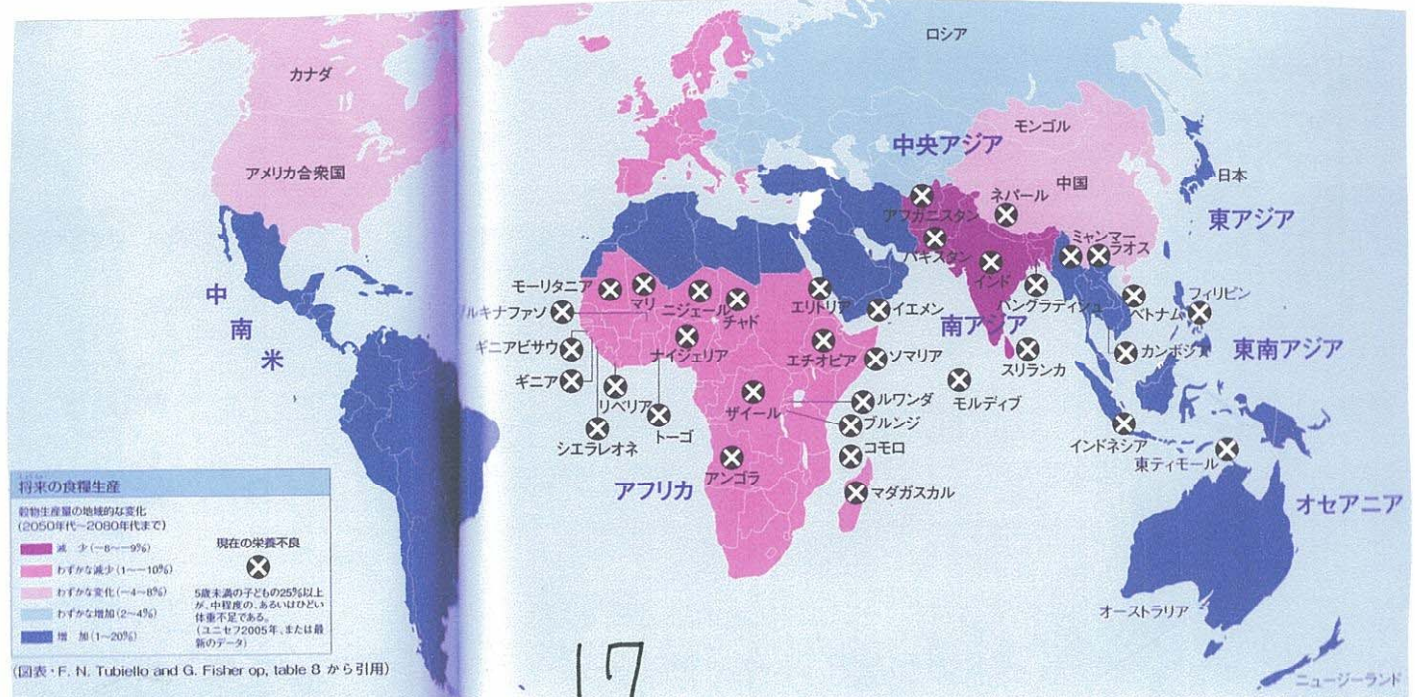 カナダ
アメリカ合衆国
ロシア
モンゴル
中央アジア
中国
日本
東アジア
ネパール
アフガニスタン
パキスタン
インド
ミャンマー
ラオス
バングラディシュ
ベトナム
フィリピン
南アジア
東南アジア
カンボジア
スリランカ
モルディブ
インドネシア
東ティモール
オセアニア
オーストラリア
ニュージーランド
中
南
米
モーリタニア
マリ
ニジェール
チャド
エリトリア
イエメン
ルキナファソ
ギニアビサウ
ナイジェリア
エチオピア
ソマリア
ギニア
リベリア
トーゴ
シエラレオネ
ザイール
ルワンダ
ブルンジ
コモロ
アンゴラ
マダガスカル
アフリカ
将来の食糧生産
穀物生産量の地域的な変化
(2050年代～2080年代まで)
減 少(−6〜−9%)
わずかな減少(1〜−10%)
わずかな変化(−4〜8%)
わずかな増加(2〜4%)
増 加(1〜20%)
現在の栄養不良
5歳未満の子どもの25%以上
が、中程度の、あるいはひどい
体重不足である。
(ユニセフ2005年、または最
新のデータ)
(図表・F. N. Tubiello and G. Fisher op, table 8 から引用)
17